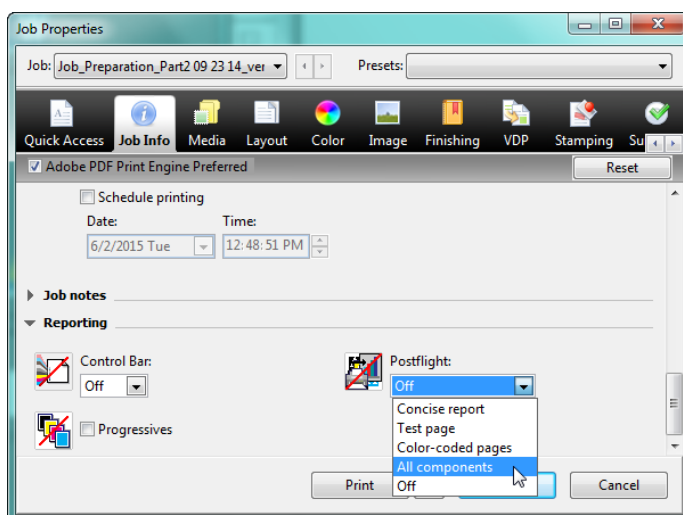 Job Properties
Job: Job_Preparation_Part2 09 23 14_ver Presets:
Quick Access Job Info Media Layout Color Image Finishing VDP Stamping Su
Adobe PDF Print Engine Preferred Reset
Schedule printing
Date: Time:
6/2/2015 Tue 12:48:51 PM
Job notes
Reporting
Control Bar: Postflight:
Off Off
Concise report
Test page
Progressives Color-coded pages
All components
Print Off Cancel